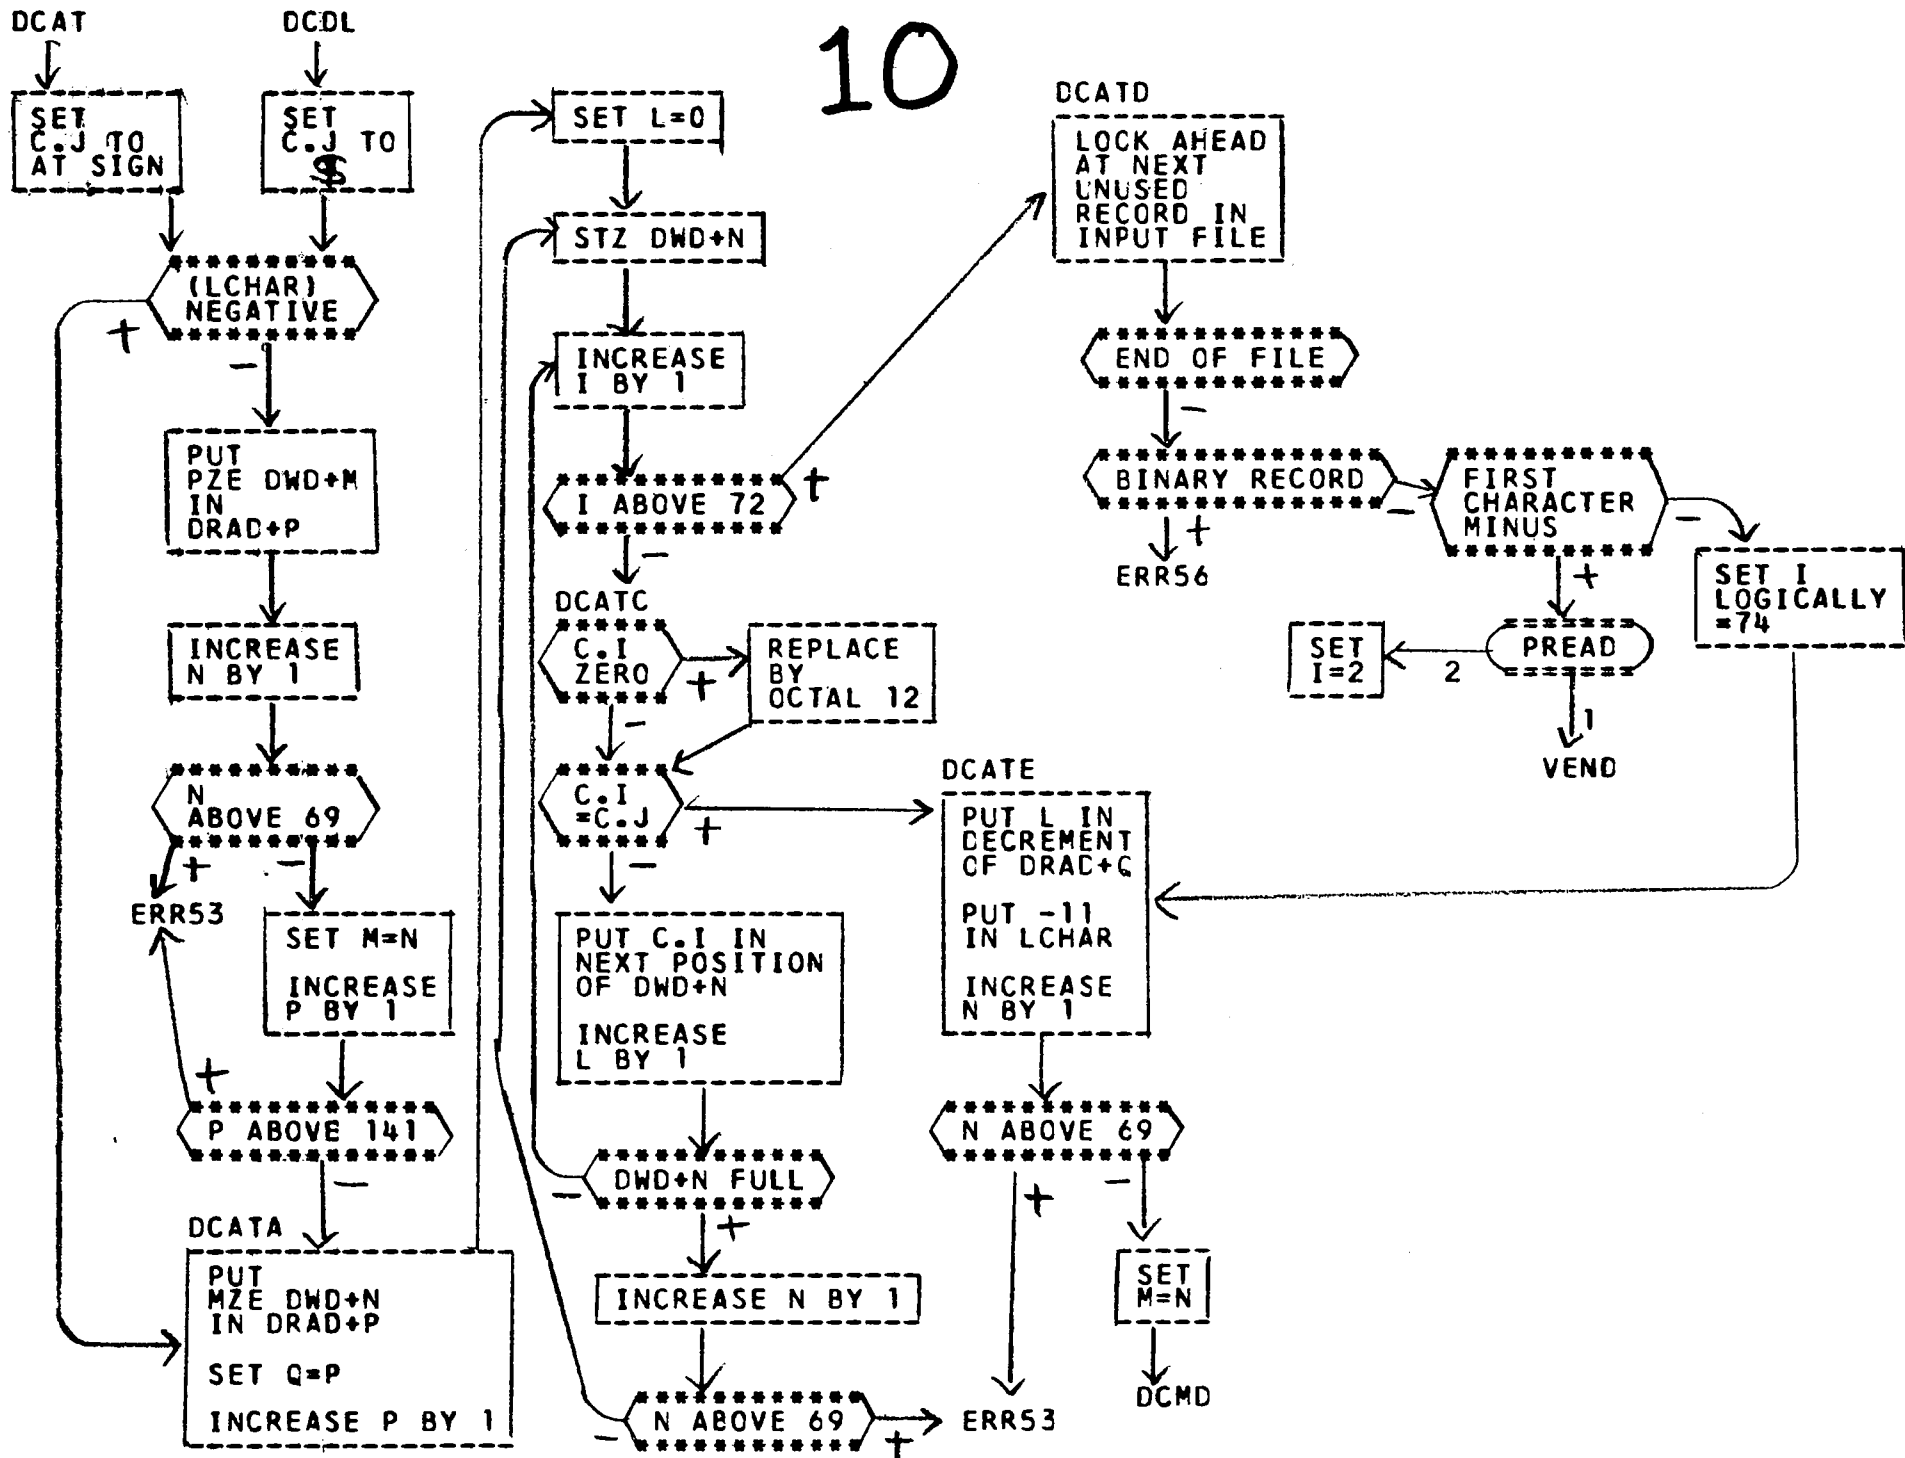 10
DCAT
SET
C.J TO
AT SIGN
DCDL
SET
C.J TO
$
(LCHAR)
NEGATIVE
+
-
PUT
PZE DWD+M
IN
DRAD+P
INCREASE
N BY 1
N
ABOVE 69
+
-
ERR53
SET M=N
INCREASE
P BY 1
+
P ABOVE 141
-
DCATA
PUT
MZE DWD+N
IN DRAD+P
SET Q=P
INCREASE P BY 1
SET L=0
STZ DWD+N
INCREASE
I BY 1
I ABOVE 72
+
-
DCATC
C.I
ZERO
+
-
REPLACE
BY
OCTAL 12
C.I
=C.J
+
-
PUT C.I IN
NEXT POSITION
OF DWD+N
INCREASE
L BY 1
DWD+N FULL
-
+
INCREASE N BY 1
N ABOVE 69
-
+
ERR53
DCATD
LOCK AHEAD
AT NEXT
UNUSED
RECORD IN
INPUT FILE
END OF FILE
-
BINARY RECORD
-
+
ERR56
FIRST
CHARACTER
MINUS
-
+
SET I
LOGICALLY
=74
PREAD
2
SET
I=2
1
VEND
DCATE
PUT L IN
DECREMENT
OF DRAD+Q
PUT -11
IN LCHAR
INCREASE
N BY 1
N ABOVE 69
+
-
SET
M=N
DCMD